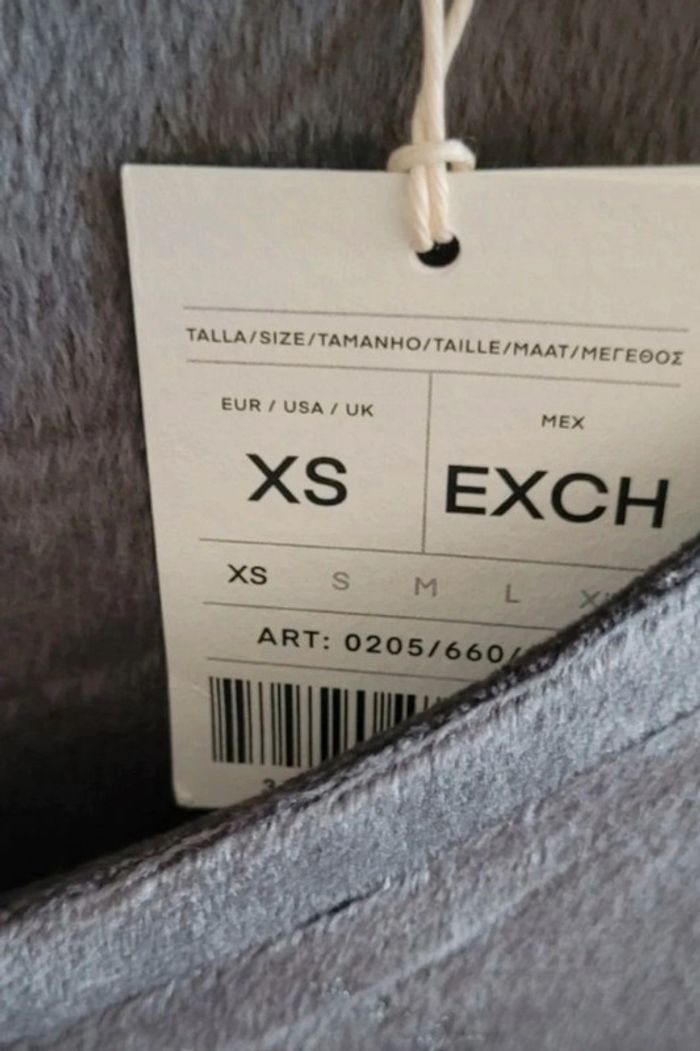 TALLA/SIZE/TAMANHO/TAILLE/MAAT/ΜΕΓΕΘΟΣ
EUR / USA / UK
MEX
XS
EXCH
XS S M L
ART: 0205/660/